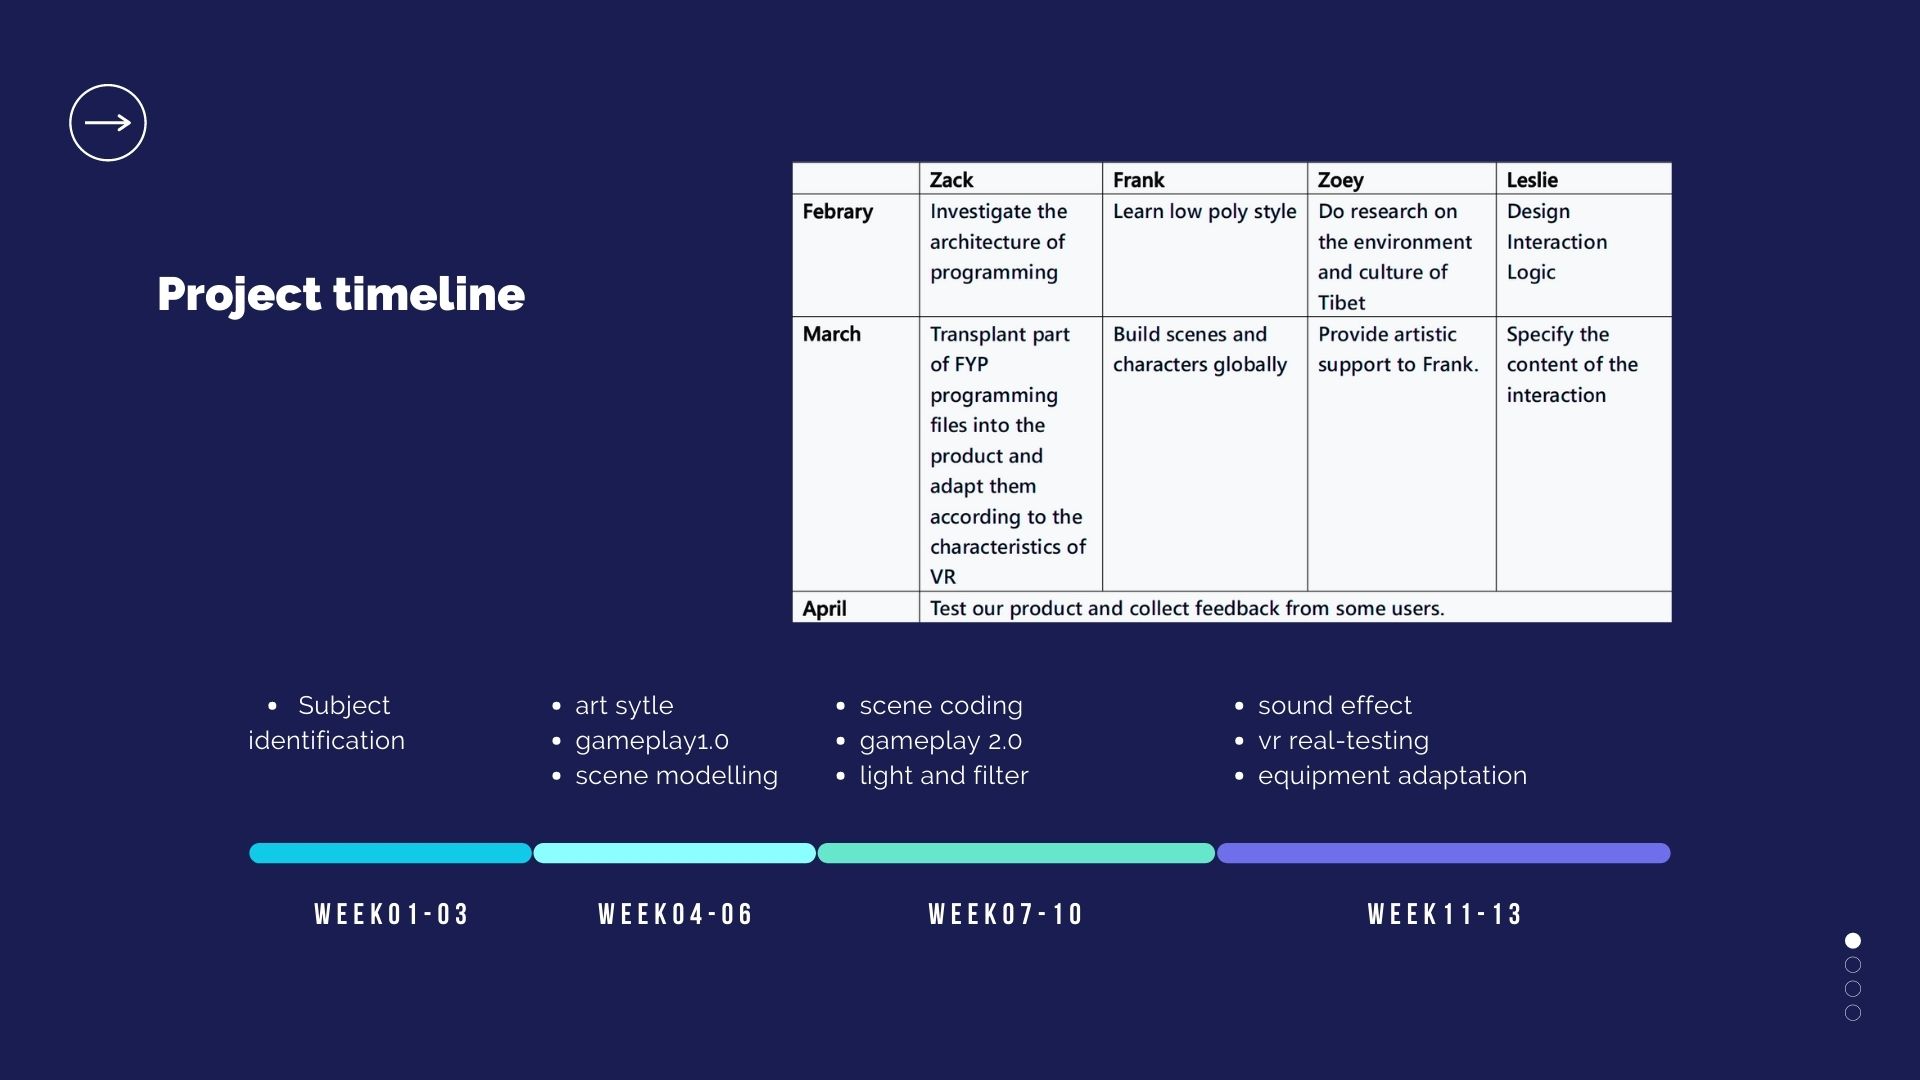 Project timeline
Zack Frank Zoey Leslie
Febrary Investigate the Learn low poly style Do research on Design
architecture of the environment Interaction
programming and culture of Logic
Tibet
March Transplant part Build scenes and Provide artistic Specify the
of FYP characters globally support to Frank. content of the
programming interaction
files into the
product and
adapt them
according to the
characteristics of
VR
April Test our product and collect feedback from some users.
• Subject
identification
• art sytle
• gameplay1.0
• scene modelling
• scene coding
• gameplay 2.0
• light and filter
• sound effect
• vr real-testing
• equipment adaptation
WEEK01-03
WEEK04-06
WEEK07-10
WEEK11-13